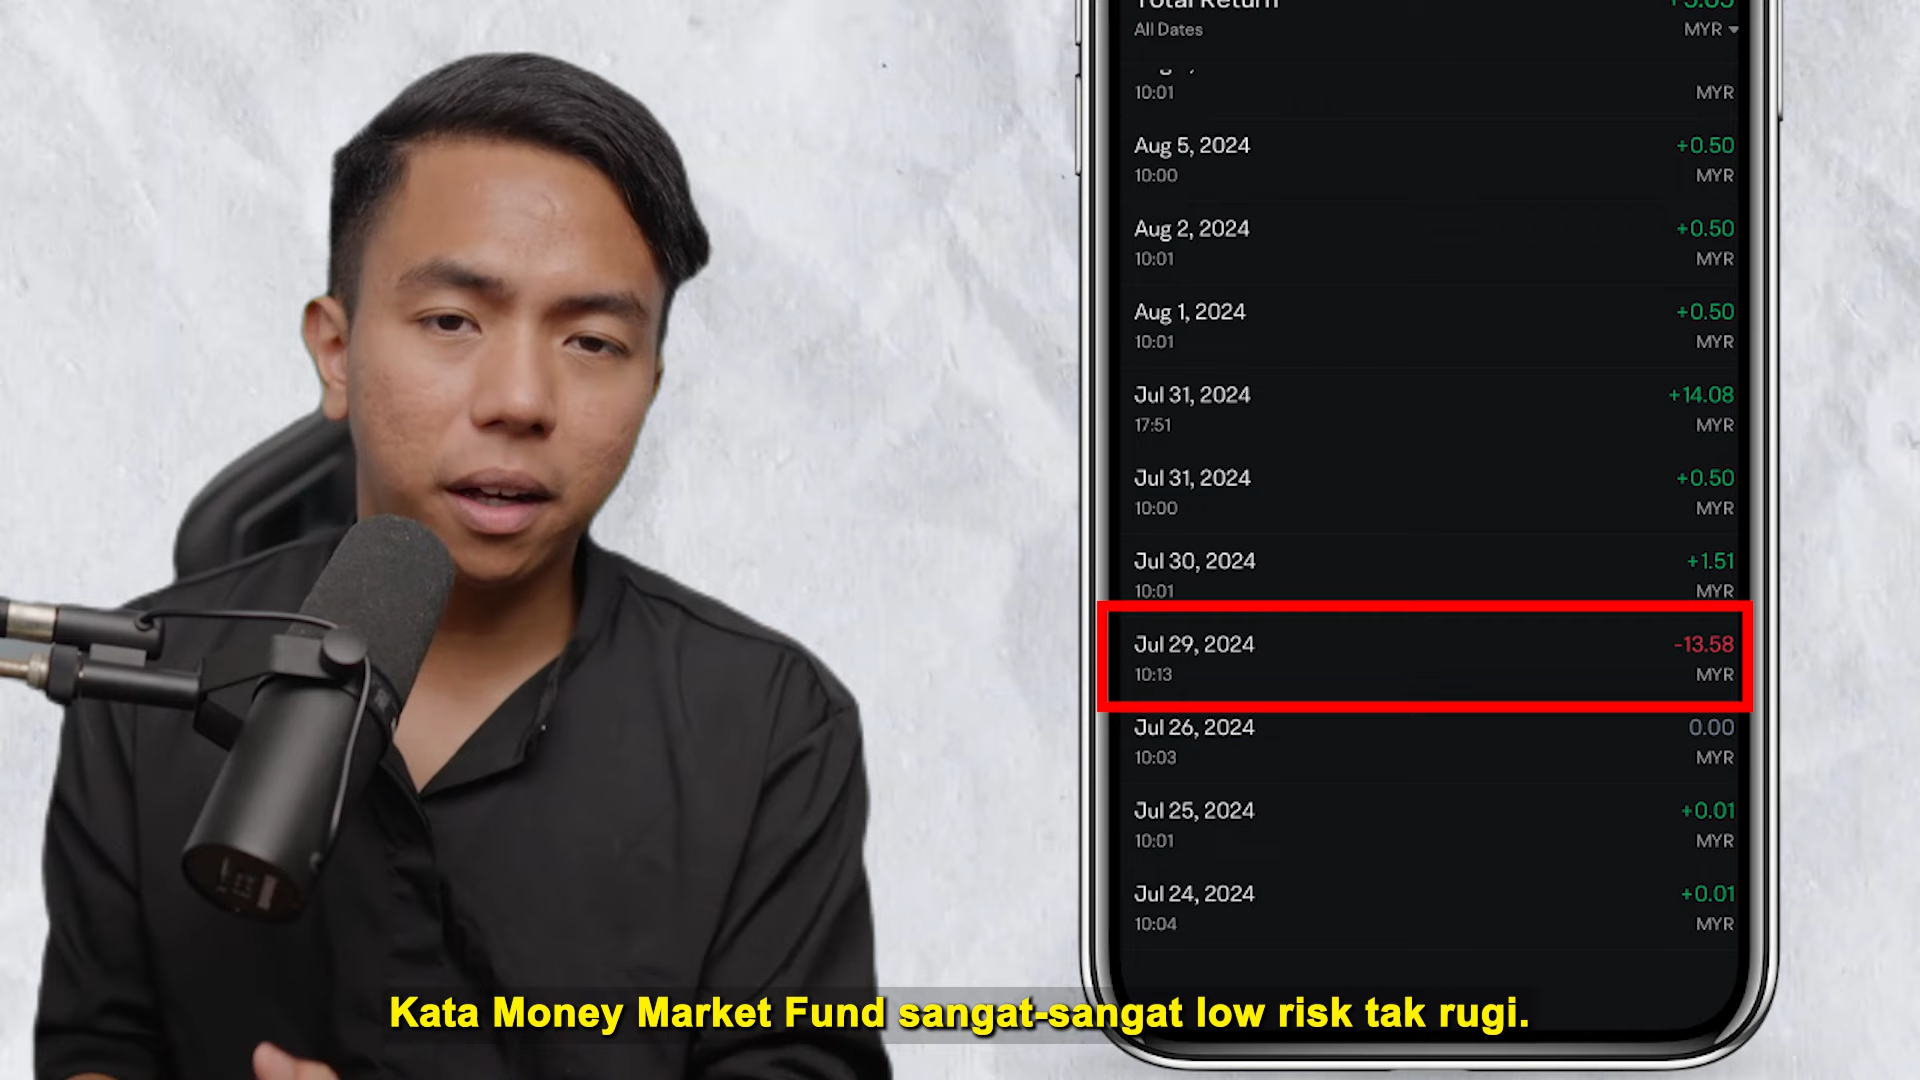 Total Return
All Dates
MYR
10:01
MYR
Aug 5, 2024
+0.50
10:00
MYR
Aug 2, 2024
+0.50
10:01
MYR
Aug 1, 2024
+0.50
10:01
MYR
Jul 31, 2024
+14.08
17:51
MYR
Jul 31, 2024
+0.50
10:00
MYR
Jul 30, 2024
+1.51
10:01
MYR
Jul 29, 2024
-13.58
10:13
MYR
Jul 26, 2024
0.00
10:03
MYR
Jul 25, 2024
+0.01
10:01
MYR
Jul 24, 2024
+0.01
10:04
MYR
Kata Money Market Fund sangat-sangat low risk tak rugi.